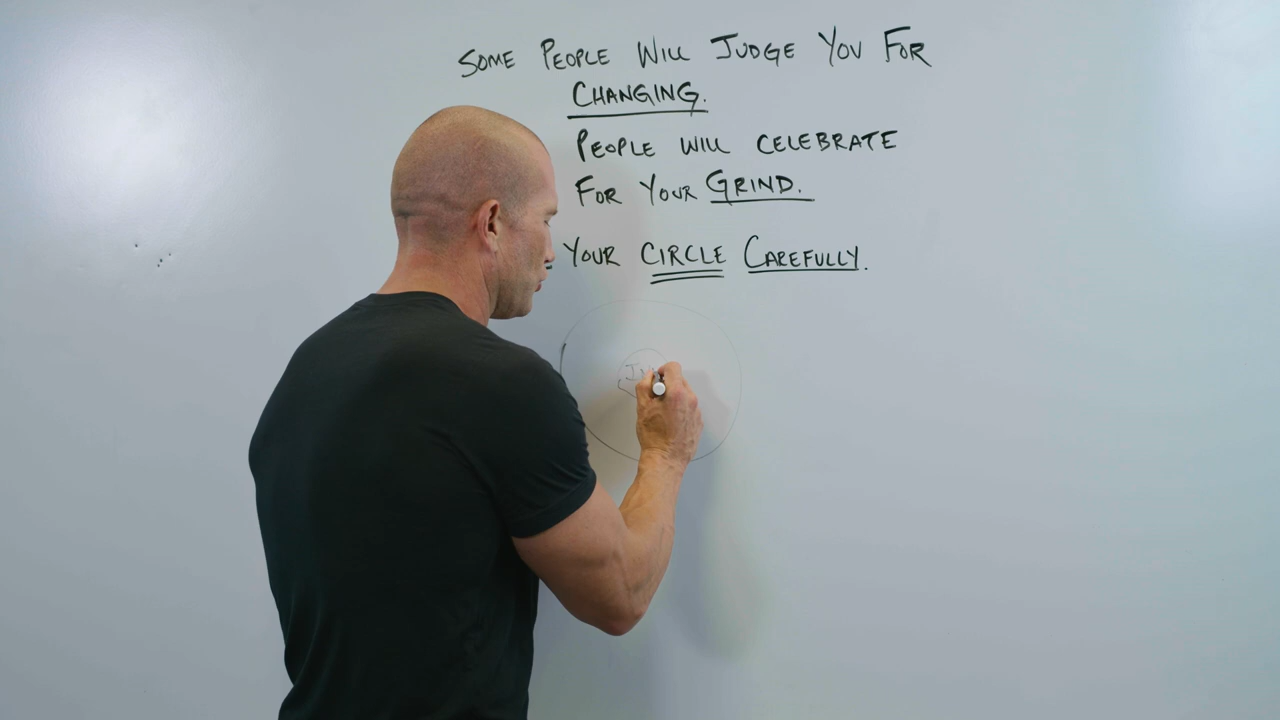 SOME PEOPLE WILL JUDGE YOU FOR
CHANGING.
PEOPLE WILL CELEBRATE
FOR YOUR GRIND.
YOUR CIRCLE CAREFULLY.